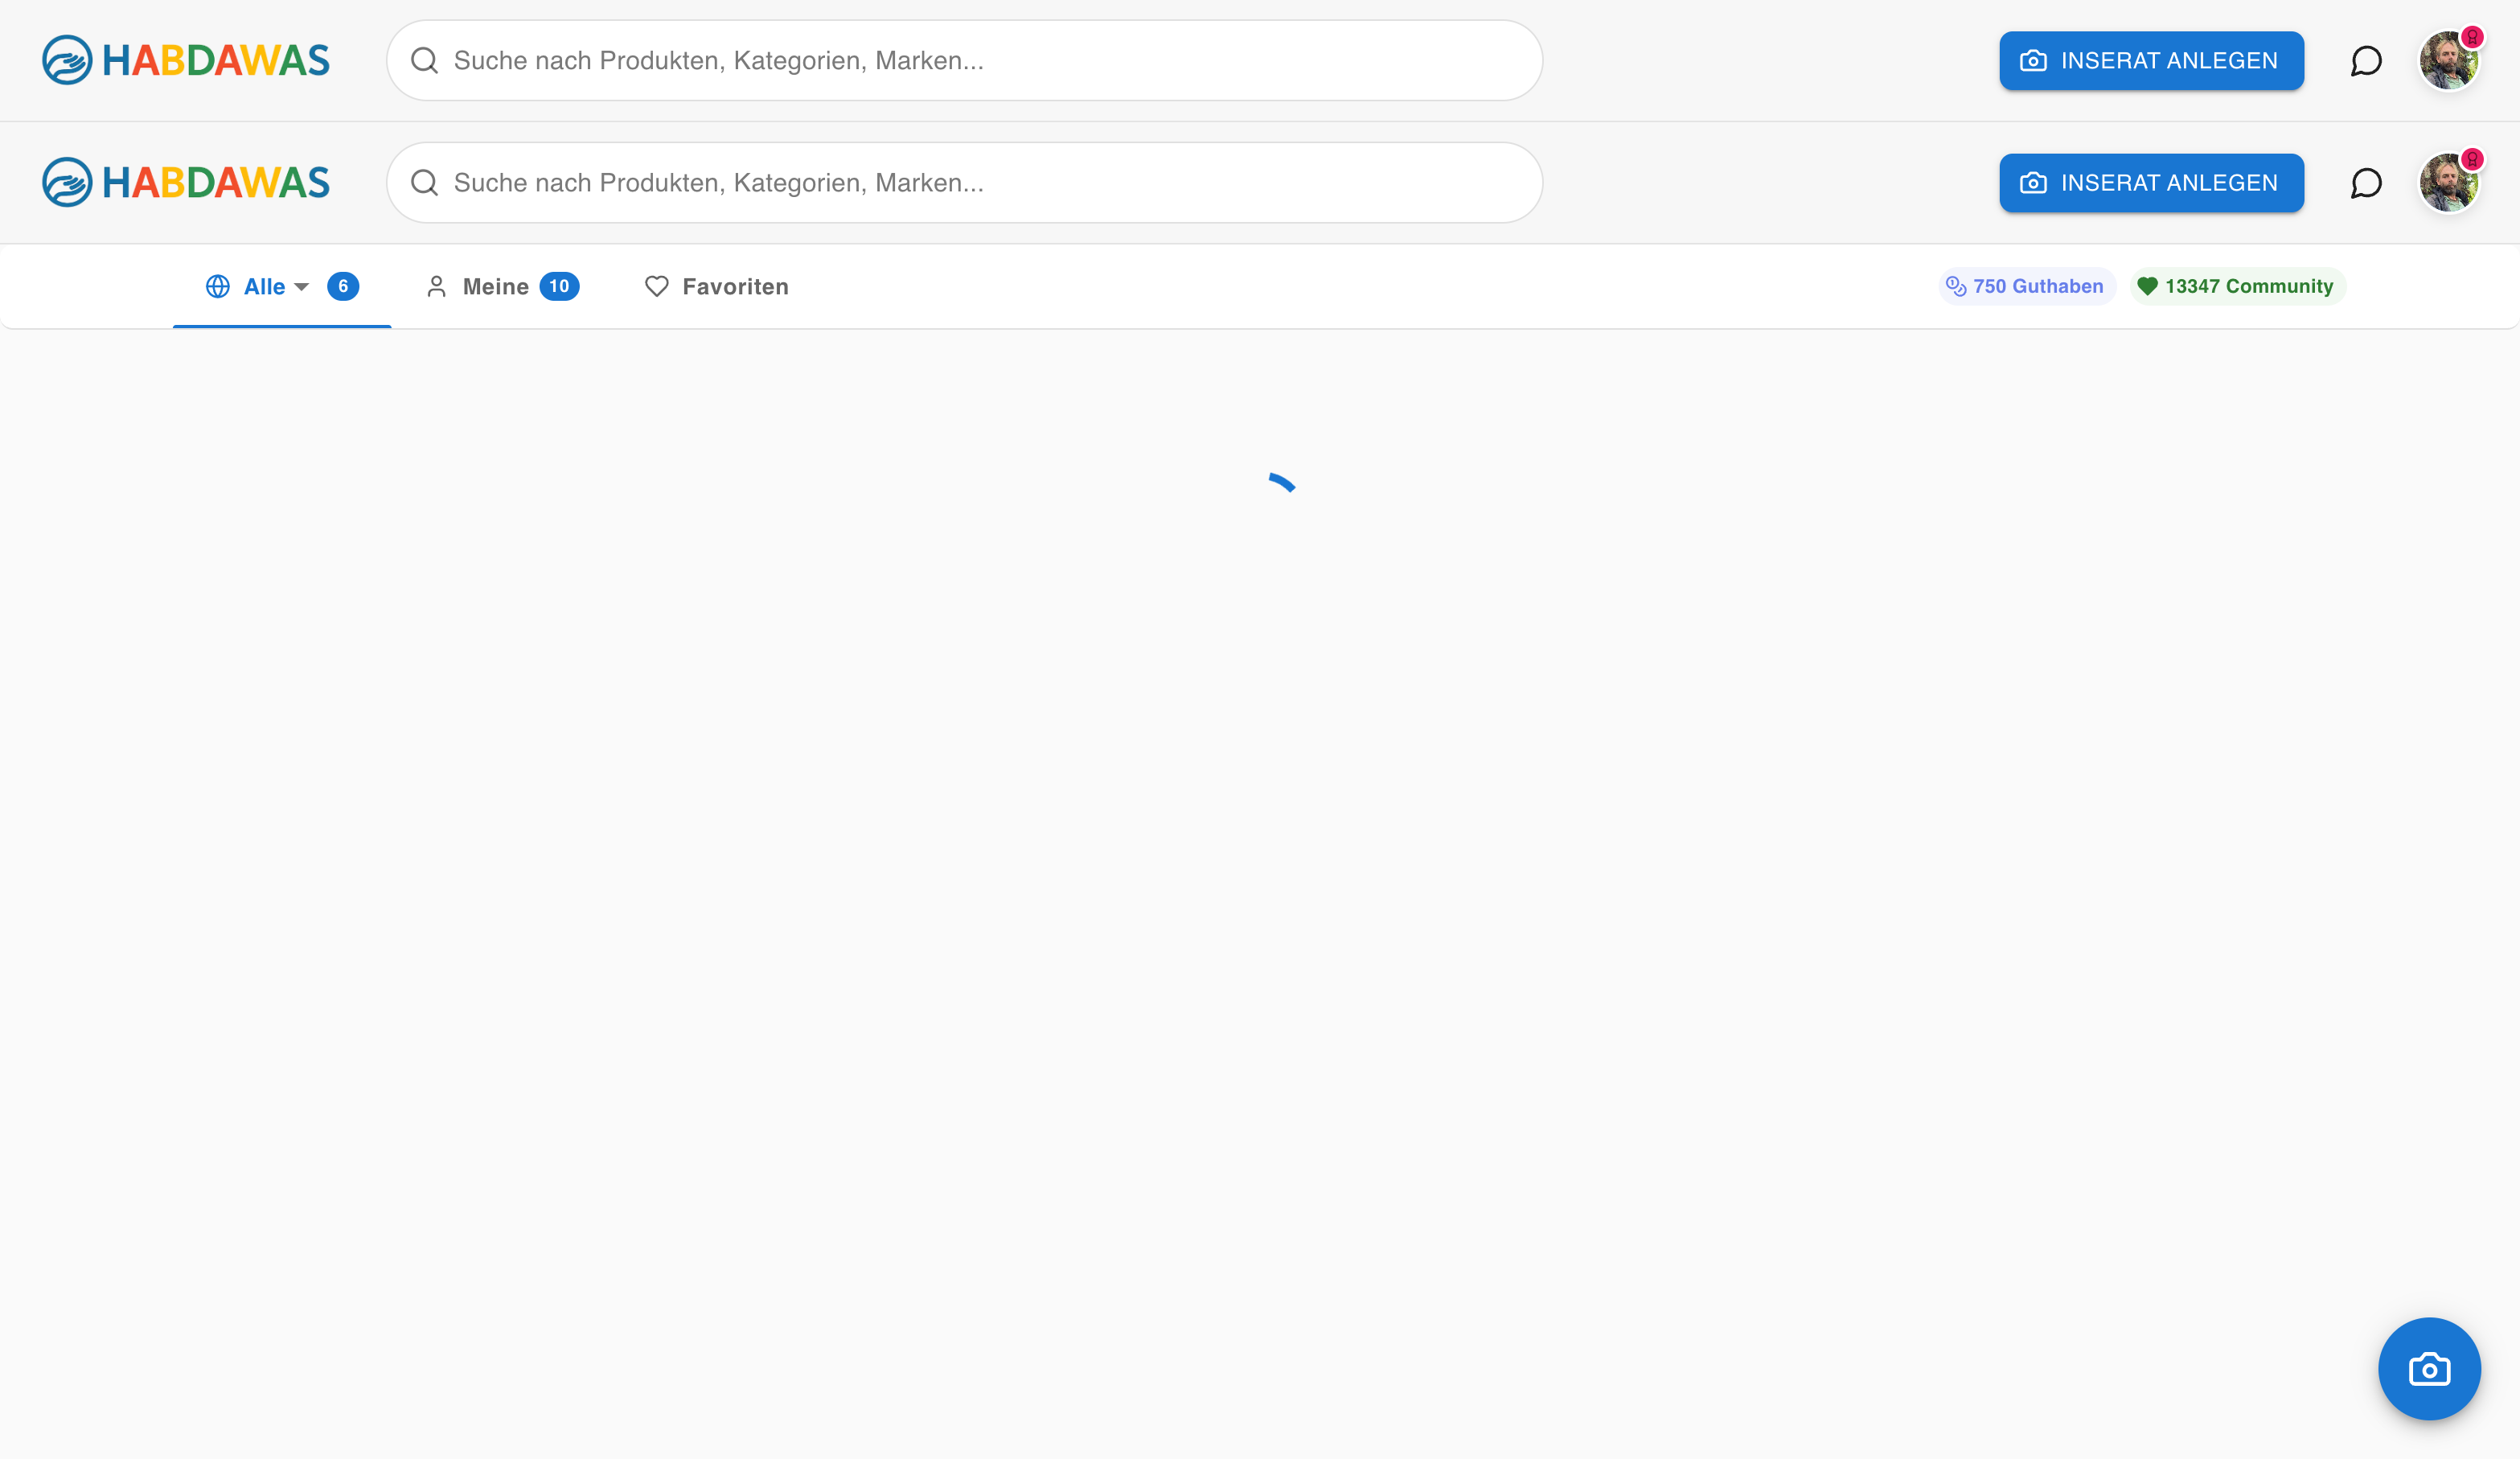 HABDAWAS Suche nach Produkten, Kategorien, Marken... INSERAT ANLEGEN
HABDAWAS Suche nach Produkten, Kategorien, Marken... INSERAT ANLEGEN
Alle 6 Meine 10 Favoriten 750 Guthaben 13347 Community